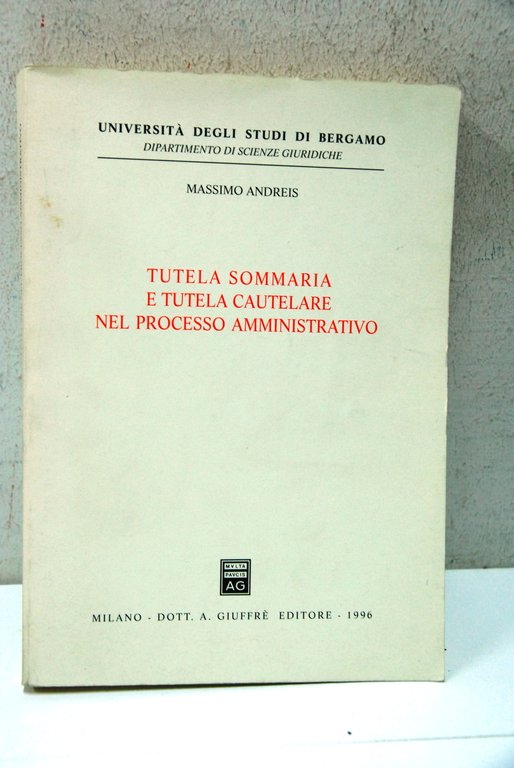 UNIVERSITÀ DEGLI STUDI DI BERGAMO
DIPARTIMENTO DI SCIENZE GIURIDICHE
MASSIMO ANDREIS
TUTELA SOMMARIA
E TUTELA CAUTELARE
NEL PROCESSO AMMINISTRATIVO
MVLTA
PAVCIS
AG
MILANO - DOTT. A. GIUFFRÈ EDITORE - 1996